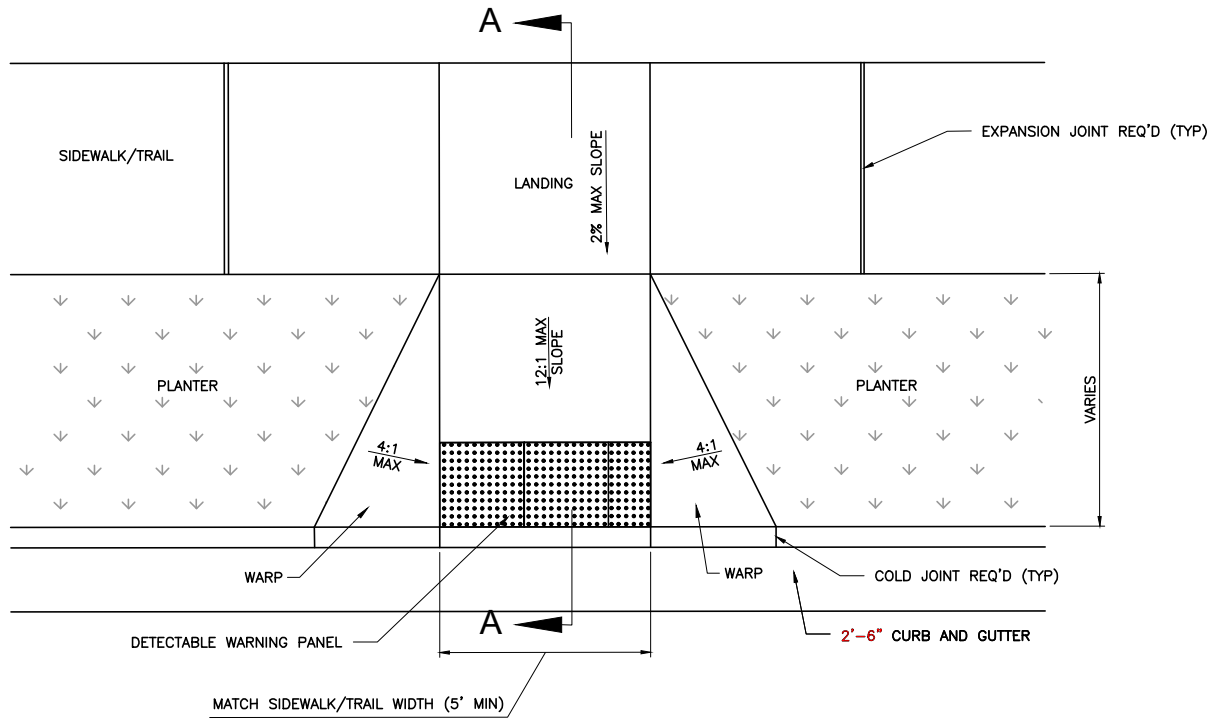 A
EXPANSION JOINT REQ'D (TYP)
SIDEWALK/TRAIL
LANDING
2% MAX SLOPE
12:1 MAX
SLOPE
PLANTER
PLANTER
VARIES
4:1
MAX
4:1
MAX
WARP
WARP
COLD JOINT REQ'D (TYP)
A
DETECTABLE WARNING PANEL
2'-6" CURB AND GUTTER
MATCH SIDEWALK/TRAIL WIDTH (5' MIN)